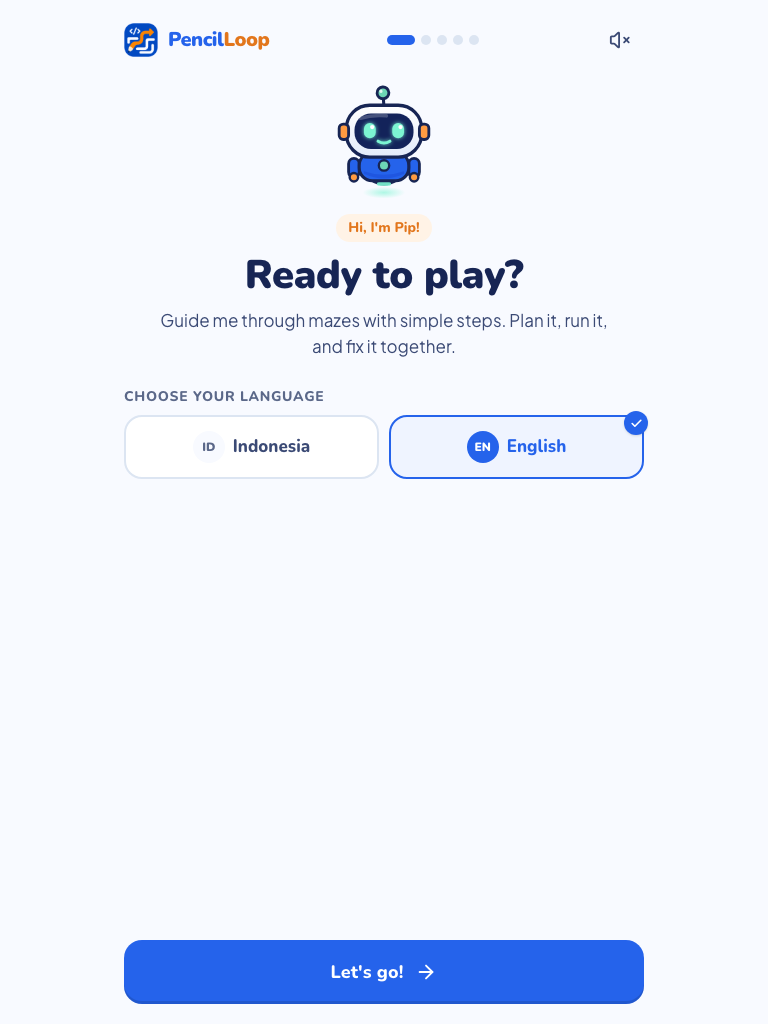 PencilLoop
Hi, I'm Pip!
Ready to play?
Guide me through mazes with simple steps. Plan it, run it,
and fix it together.
CHOOSE YOUR LANGUAGE
ID Indonesia
EN English
Let's go!